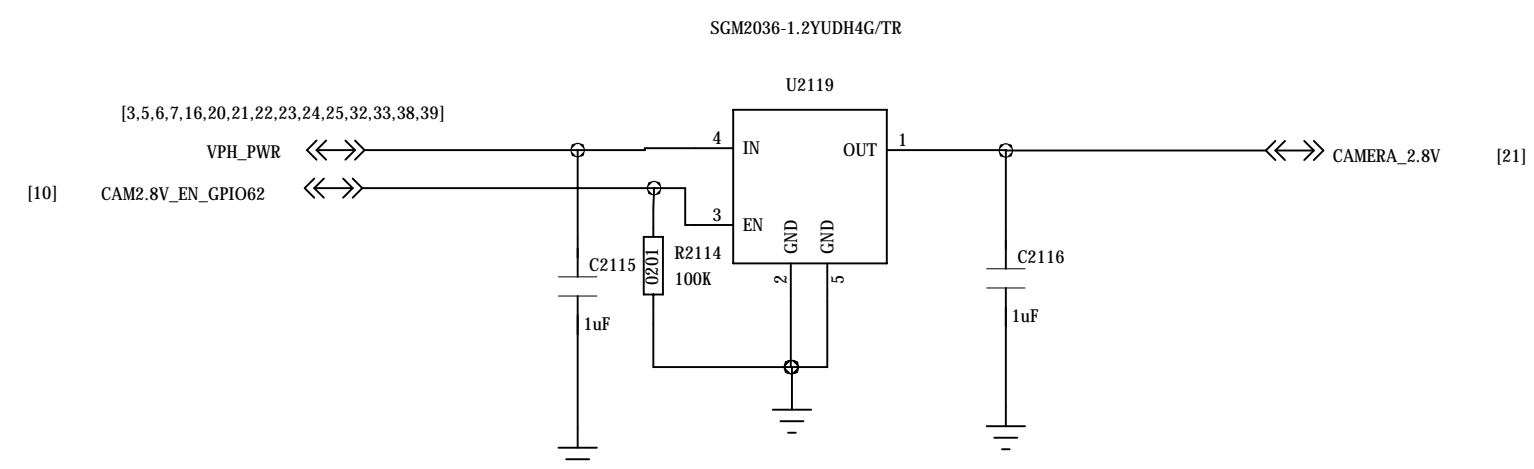 SGM2036-1.2YUDH4G/TR
U2119
[3,5,6,7,16,20,21,22,23,24,25,32,33,38,39]
VPH_PWR
4
IN
OUT
1
CAMERA_2.8V
[21]
[10]
CAM2.8V_EN_GPIO62
3
EN
GND
GND
C2115
0201
R2114
100K
2
5
C2116
1uF
1uF